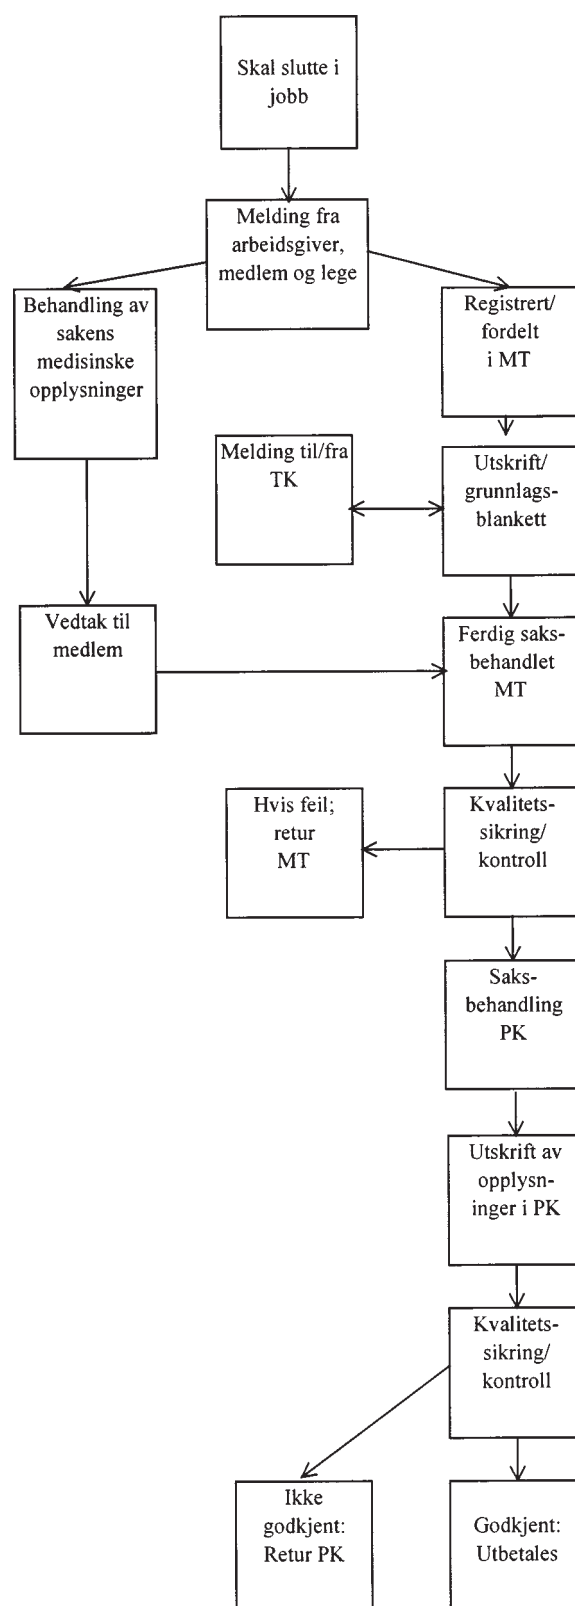 Skal slutte i
jobb
Melding fra
arbeidsgiver,
medlem og lege
Behandling av
sakens
medisinske
opplysninger
Registrert/
fordelt
i MT
Melding til/fra
TK
Utskrift/
grunnlags-
blankett
Vedtak til
medlem
Ferdig saks-
behandlet
MT
Hvis feil;
retur
MT
Kvalitets-
sikring/
kontroll
Saks-
behandling
PK
Utskrift av
opplysn-
inger i PK
Kvalitets-
sikring/
kontroll
Ikke
godkjent:
Retur PK
Godkjent:
Utbetales